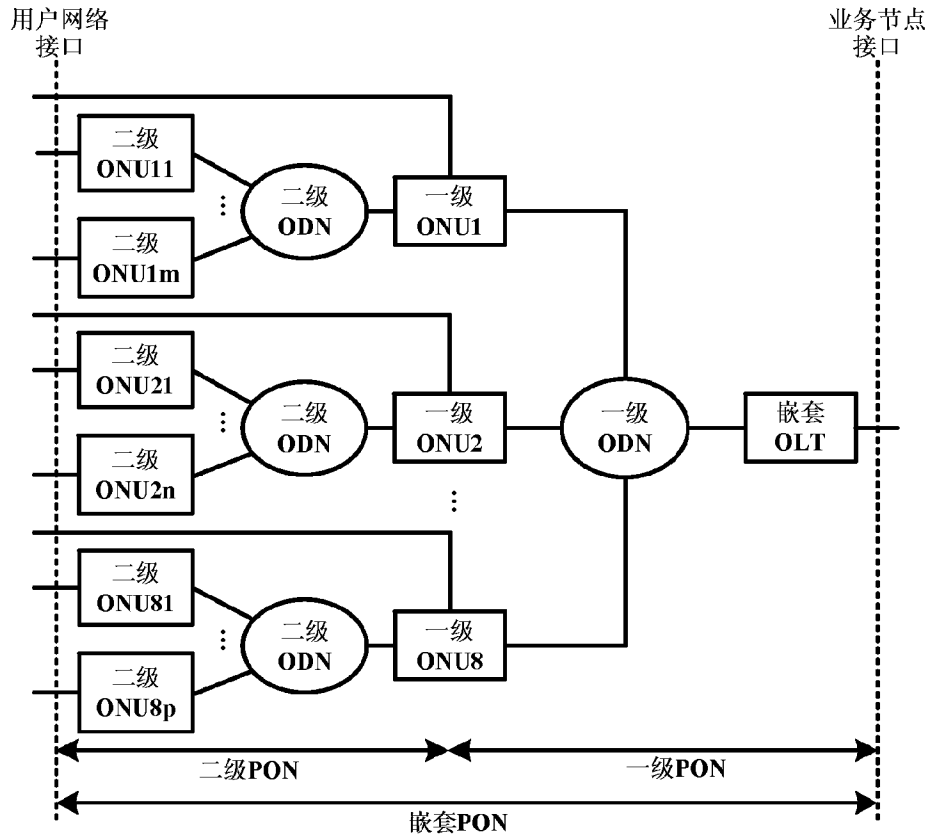 用户网络
接口
业务节点
接口
二级
ONU11
⋮
二级
ONU1m
二级
ODN
一级
ONU1
二级
ONU21
⋮
二级
ONU2n
二级
ODN
一级
ONU2
⋮
一级
ODN
嵌套
OLT
二级
ONU81
⋮
二级
ONU8p
二级
ODN
一级
ONU8
二级PON
一级PON
嵌套PON